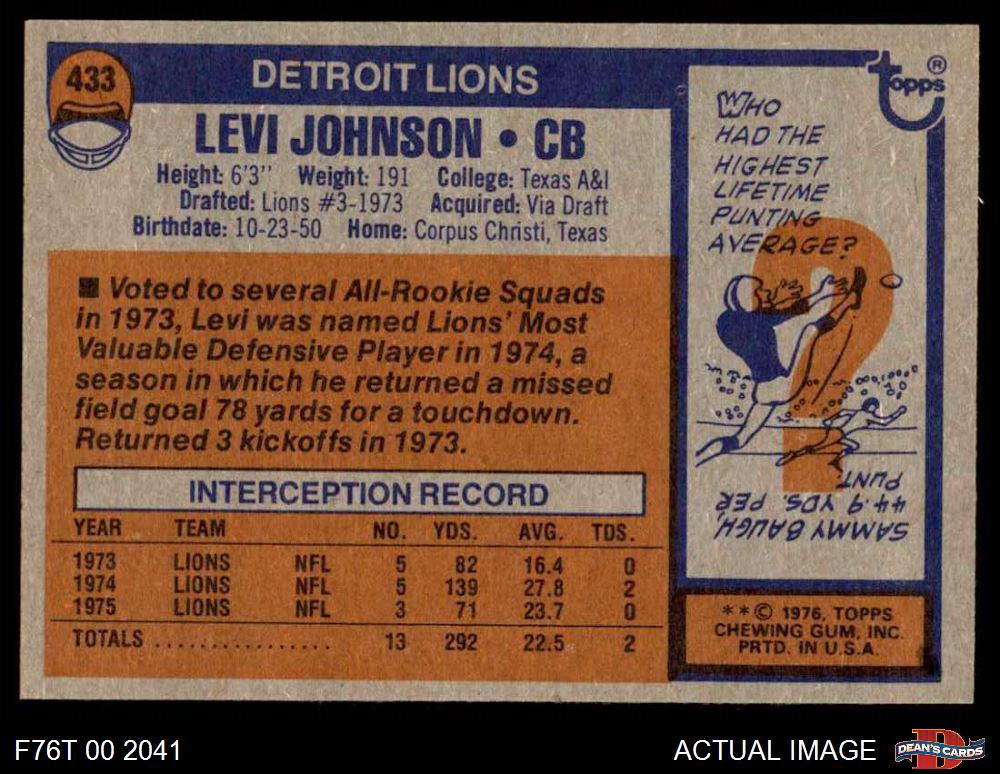 433
DETROIT LIONS
LEVI JOHNSON • CB
Height: 6'3" Weight: 191 College: Texas A&I
Drafted: Lions #3-1973 Acquired: Via Draft
Birthdate: 10-23-50 Home: Corpus Christi, Texas
■ Voted to several All-Rookie Squads
in 1973, Levi was named Lions' Most
Valuable Defensive Player in 1974, a
season in which he returned a missed
field goal 78 yards for a touchdown.
Returned 3 kickoffs in 1973.
INTERCEPTION RECORD
YEAR TEAM NO. YDS. AVG. TDS.
1973 LIONS NFL 5 82 16.4 0
1974 LIONS NFL 5 139 27.8 2
1975 LIONS NFL 3 71 23.7 0
TOTALS ................ 13 292 22.5 2
topps ®
WHO
HAD THE
HIGHEST
LIFETIME
PUNTING
AVERAGE?
?
SAMMY BAUGH,
44.9 YDS. PER
PUNT.
**© 1976, TOPPS
CHEWING GUM, INC.
PRTD. IN U.S.A.
F76T 00 2041
ACTUAL IMAGE
D
DEAN'S CARDS